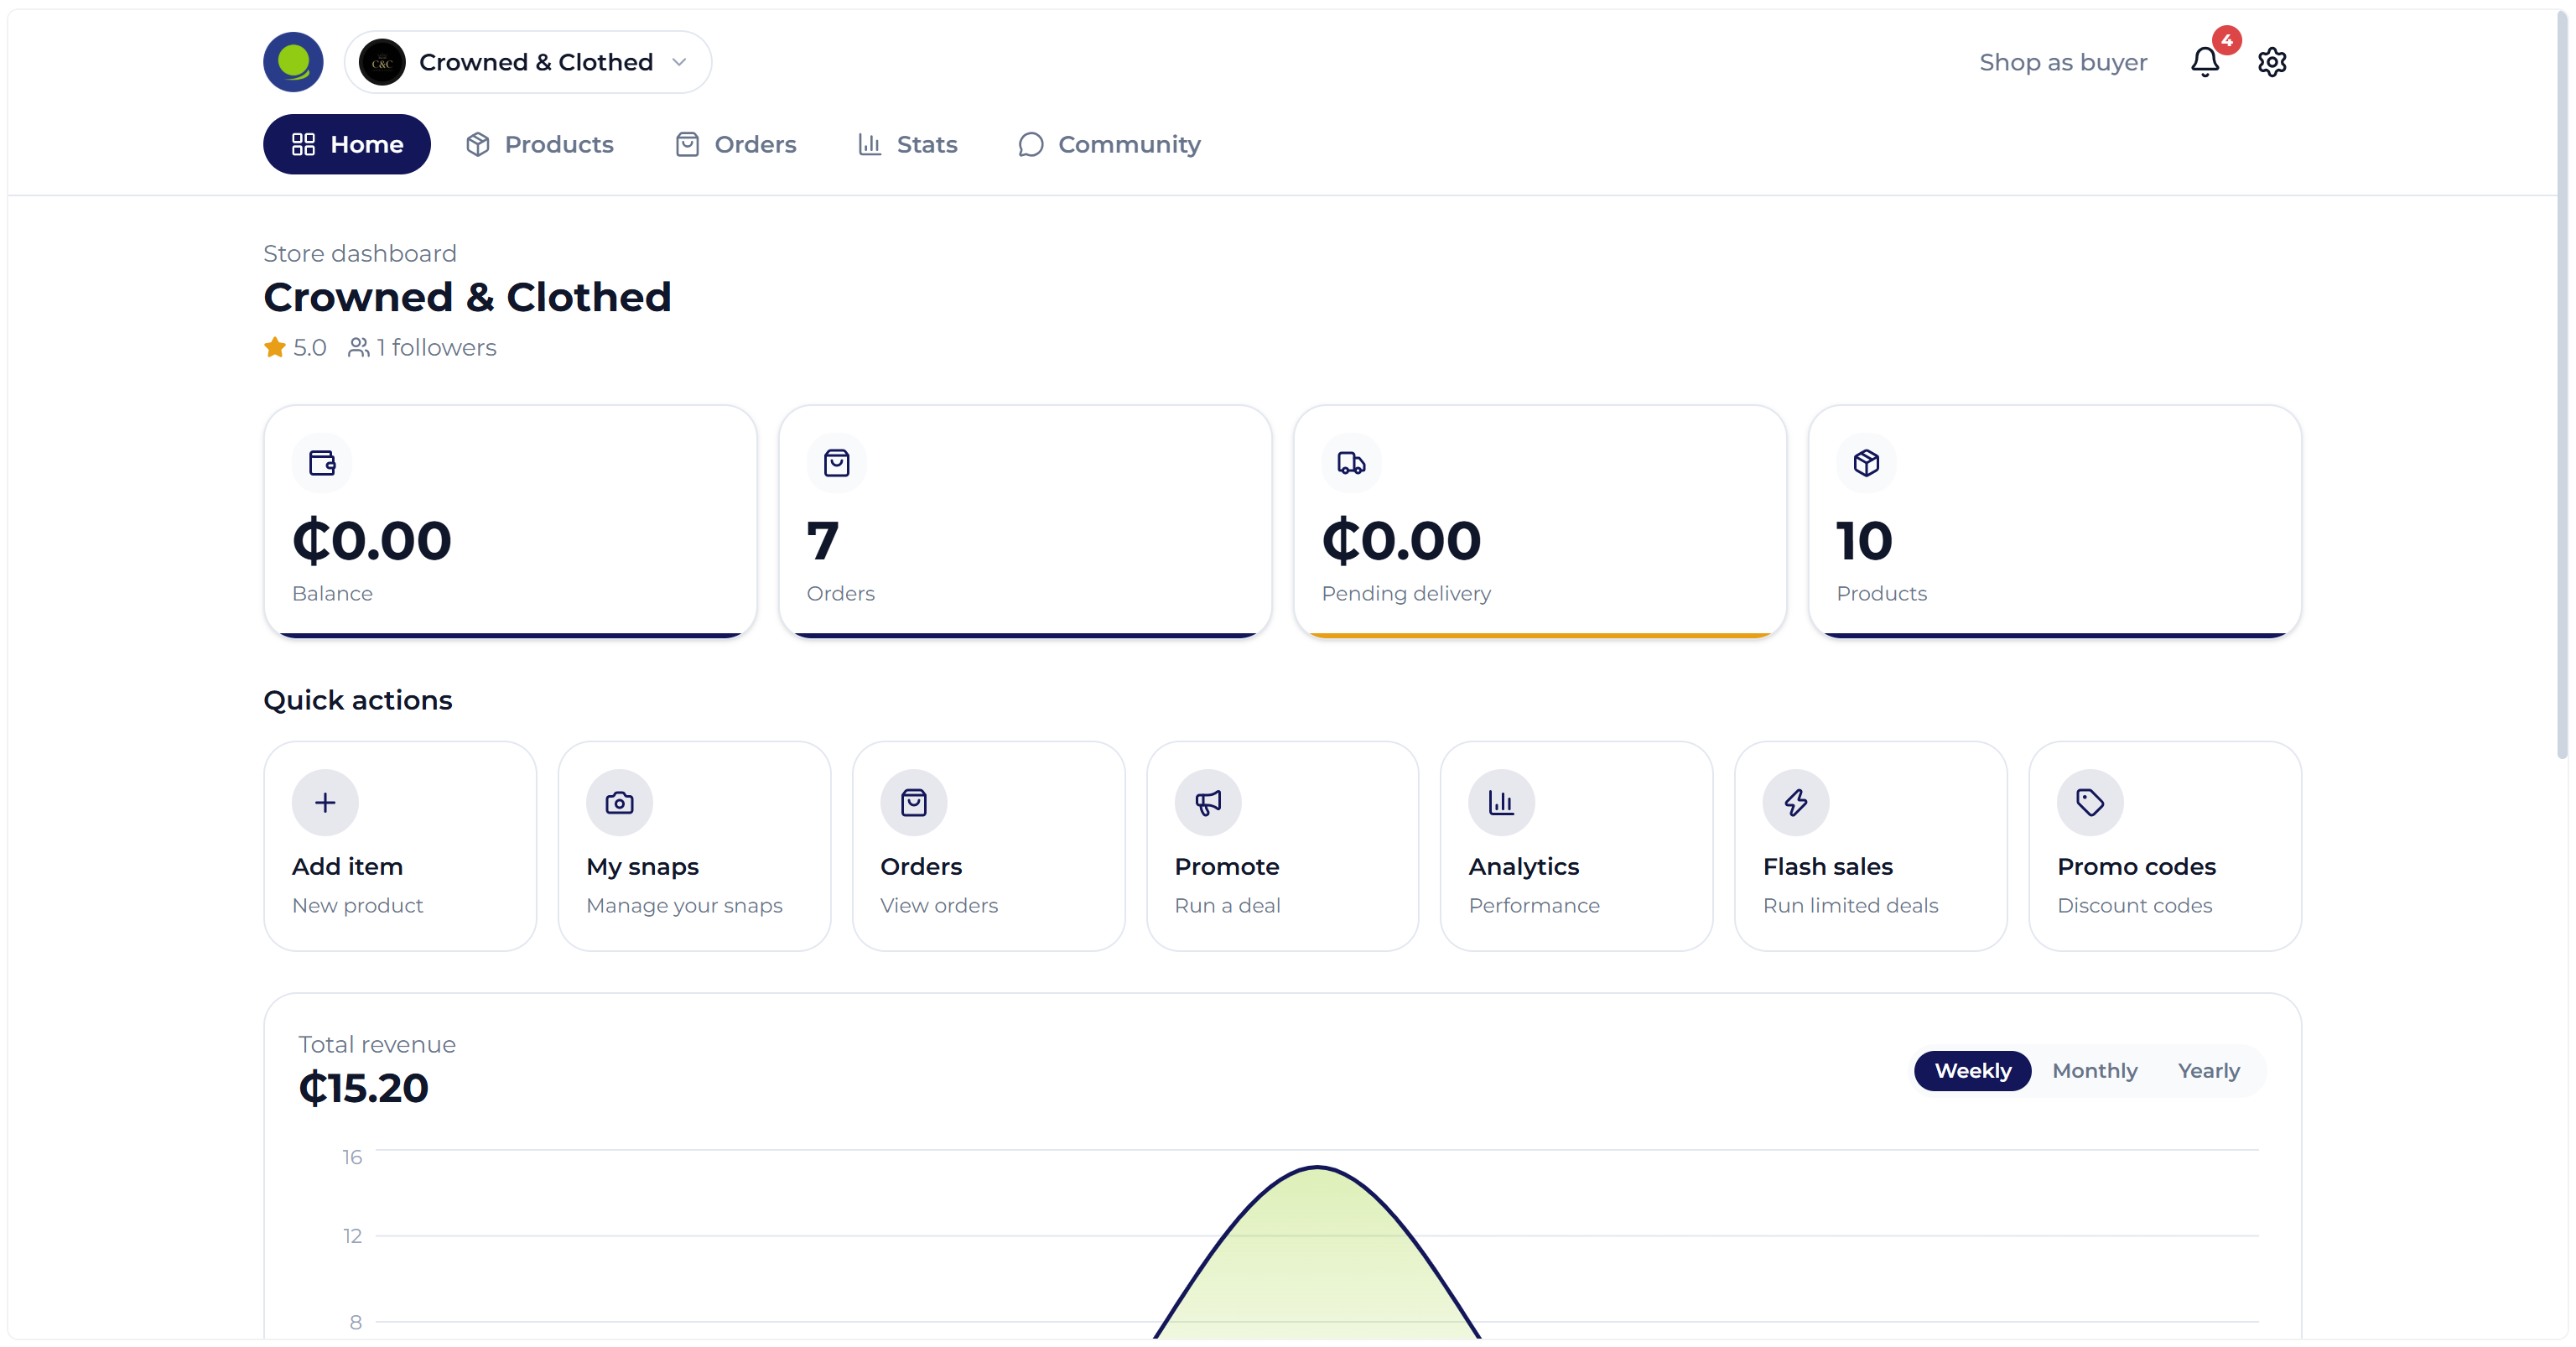 C&C
Crowned & Clothed
Shop as buyer
4
Home
Products
Orders
Stats
Community
Store dashboard
Crowned & Clothed
5.0
1 followers
₵0.00
Balance
7
Orders
₵0.00
Pending delivery
10
Products
Quick actions
Add item
New product
My snaps
Manage your snaps
Orders
View orders
Promote
Run a deal
Analytics
Performance
Flash sales
Run limited deals
Promo codes
Discount codes
Total revenue
₵15.20
Weekly
Monthly
Yearly
16
12
8